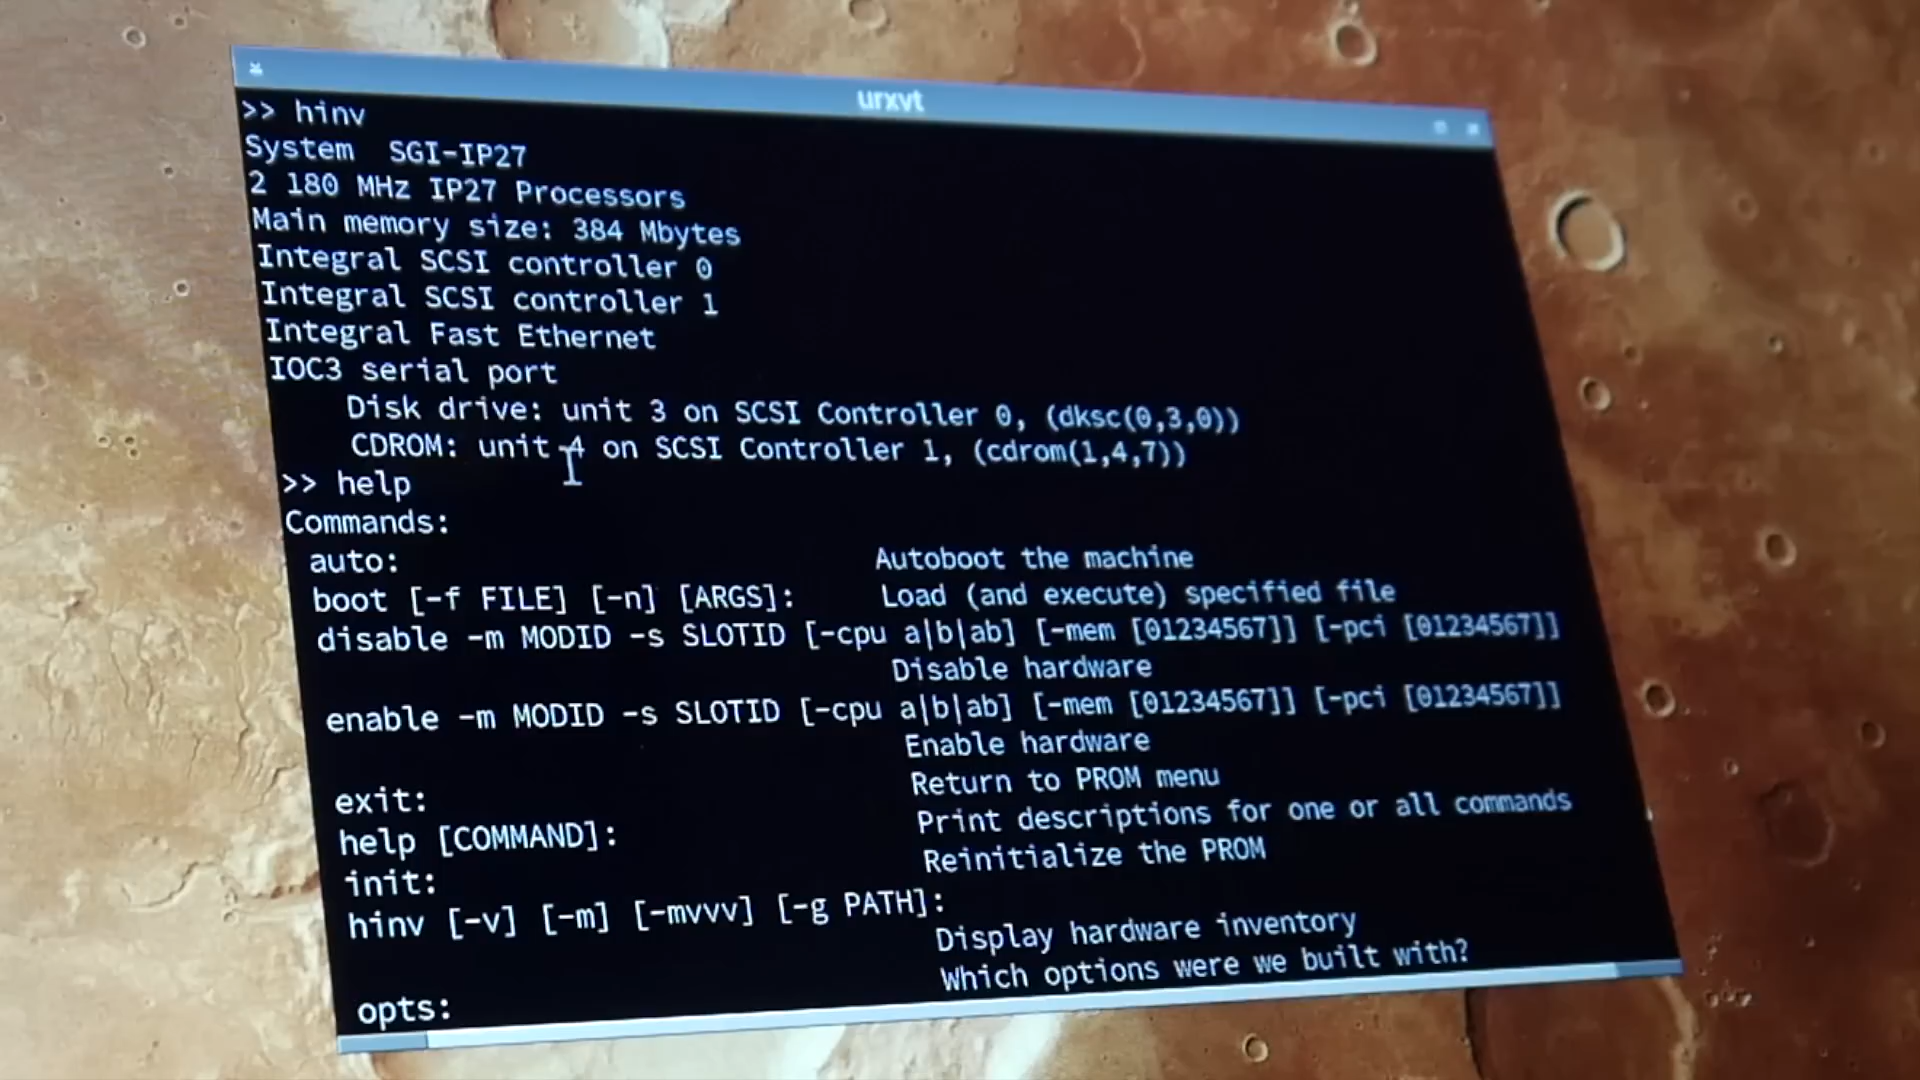 urxvt
>> hinv
System  SGI-IP27
2 180 MHz IP27 Processors
Main memory size: 384 Mbytes
Integral SCSI controller 0
Integral SCSI controller 1
Integral Fast Ethernet
IOC3 serial port
Disk drive: unit 3 on SCSI Controller 0, (dksc(0,3,0))
CDROM: unit 4 on SCSI Controller 1, (cdrom(1,4,7))
>> help
Commands:
auto: Autoboot the machine
boot [-f FILE] [-n] [ARGS]: Load (and execute) specified file
disable -m MODID -s SLOTID [-cpu a|b|ab] [-mem [01234567]] [-pci [01234567]]
Disable hardware
enable -m MODID -s SLOTID [-cpu a|b|ab] [-mem [01234567]] [-pci [01234567]]
Enable hardware
exit: Return to PROM menu
help [COMMAND]: Print descriptions for one or all commands
init: Reinitialize the PROM
hinv [-v] [-m] [-mvvv] [-g PATH]:
Display hardware inventory
opts: Which options were we built with?